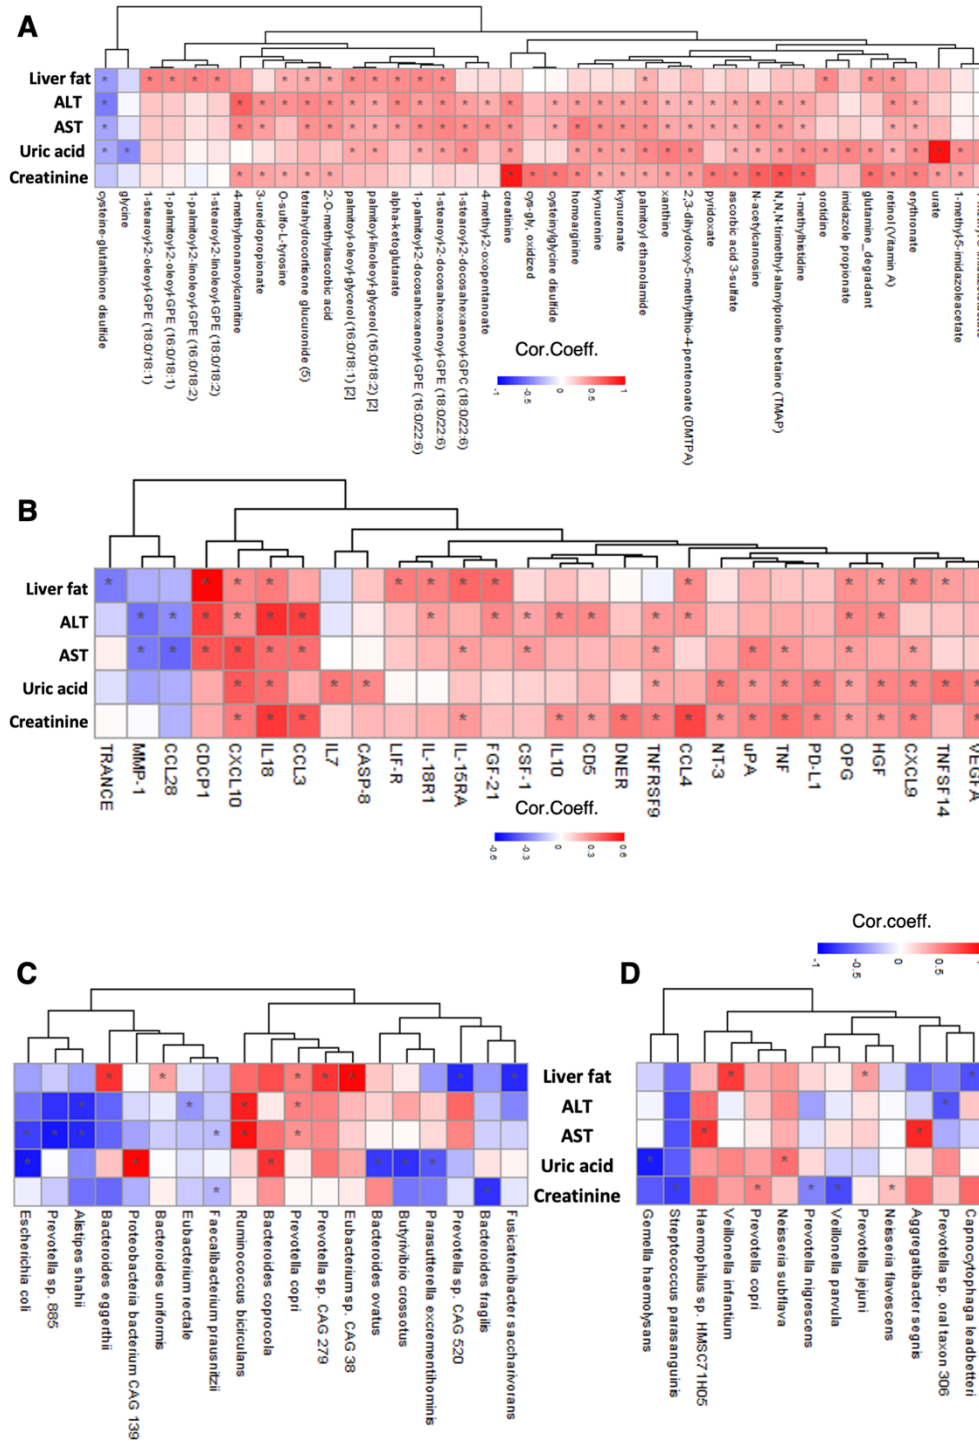 A
Liver fat
ALT
AST
Uric acid
Creatinine
cysteine-glutathione disulfide
glycine
1-stearoyl-2-oleoyl-GPE (18:0/18:1)
1-palmitoyl-2-oleoyl-GPE (16:0/18:1)
1-palmitoyl-2-linoleoyl-GPE (16:0/18:2)
1-stearoyl-2-linoleoyl-GPE (18:0/18:2)
4-methylnonanoylcarnitine
3-ureidopropionate
O-sulfo-L-tyrosine
tetrahydrocortisone glucuronide (5)
2-O-methylascorbic acid
palmitoyl-oleoyl-glycerol (16:0/18:1) [2]
palmitoyl-linoleoyl-glycerol (16:0/18:2) [2]
alpha-ketoglutarate
1-palmitoyl-2-docosahexaenoyl-GPE (16:0/22:6)
1-stearoyl-2-docosahexaenoyl-GPE (18:0/22:6)
1-stearoyl-2-docosahexaenoyl-GPC (18:0/22:6)
4-methyl-2-oxopentanoate
creatinine
cys-gly, oxidized
cysteinylglycine disulfide
homoarginine
kynurenine
kynurenate
palmitoyl ethanolamide
xanthine
2,3-dihydroxy-5-methylthio-4-pentenoate (DMTPA)
pyridoxate
ascorbic acid 3-sulfate
N-acetylcarnosine
N,N,N-trimethyl-alanylproline betaine (TMAP)
1-methylhistidine
orotidine
imidazole propionate
glutamine_degradant
retinol (Vitamin A)
erythronate
urate
1-methyl-5-imidazoleacetate
Cor.Coeff.
-1
-0.5
0
0.5
1
B
Liver fat
ALT
AST
Uric acid
Creatinine
TRANCE
MMP-1
CCL28
CDCP1
CXCL10
IL18
CCL3
IL7
CASP-8
LIF-R
IL-18R1
IL-15RA
FGF-21
CSF-1
IL10
CD5
DNER
TNFRSF9
CCL4
NT-3
uPA
TNF
PD-L1
OPG
HGF
CXCL9
TNFSF14
VEGFA
Cor.Coeff.
-0.6
-0.3
0
0.3
0.6
Cor.coeff.
-1
-0.5
0
0.5
C
D
Liver fat
ALT
AST
Uric acid
Creatinine
Escherichia coli
Prevotella sp. 885
Alistipes shahii
Bacteroides eggerthii
Proteobacteria bacterium CAG 139
Bacteroides uniformis
Eubacterium rectale
Faecalibacterium prausnitzii
Ruminococcus bicirculans
Bacteroides coprocola
Prevotella copri
Prevotella sp. CAG 279
Eubacterium sp. CAG 38
Bacteroides ovatus
Butyrivibrio crossotus
Parasutterella excrementihominis
Prevotella sp. CAG 520
Bacteroides fragilis
Fusicatenibacter saccharivorans
Gemella haemolysans
Streptococcus parasanguinis
Haemophilus sp. HMSC71H05
Veillonella infantium
Prevotella copri
Neisseria subflava
Prevotella nigrescens
Veillonella parvula
Prevotella jejuni
Neisseria flavescens
Aggregatibacter segnis
Prevotella sp. oral taxon 306
Capnocytophaga leadbetteri